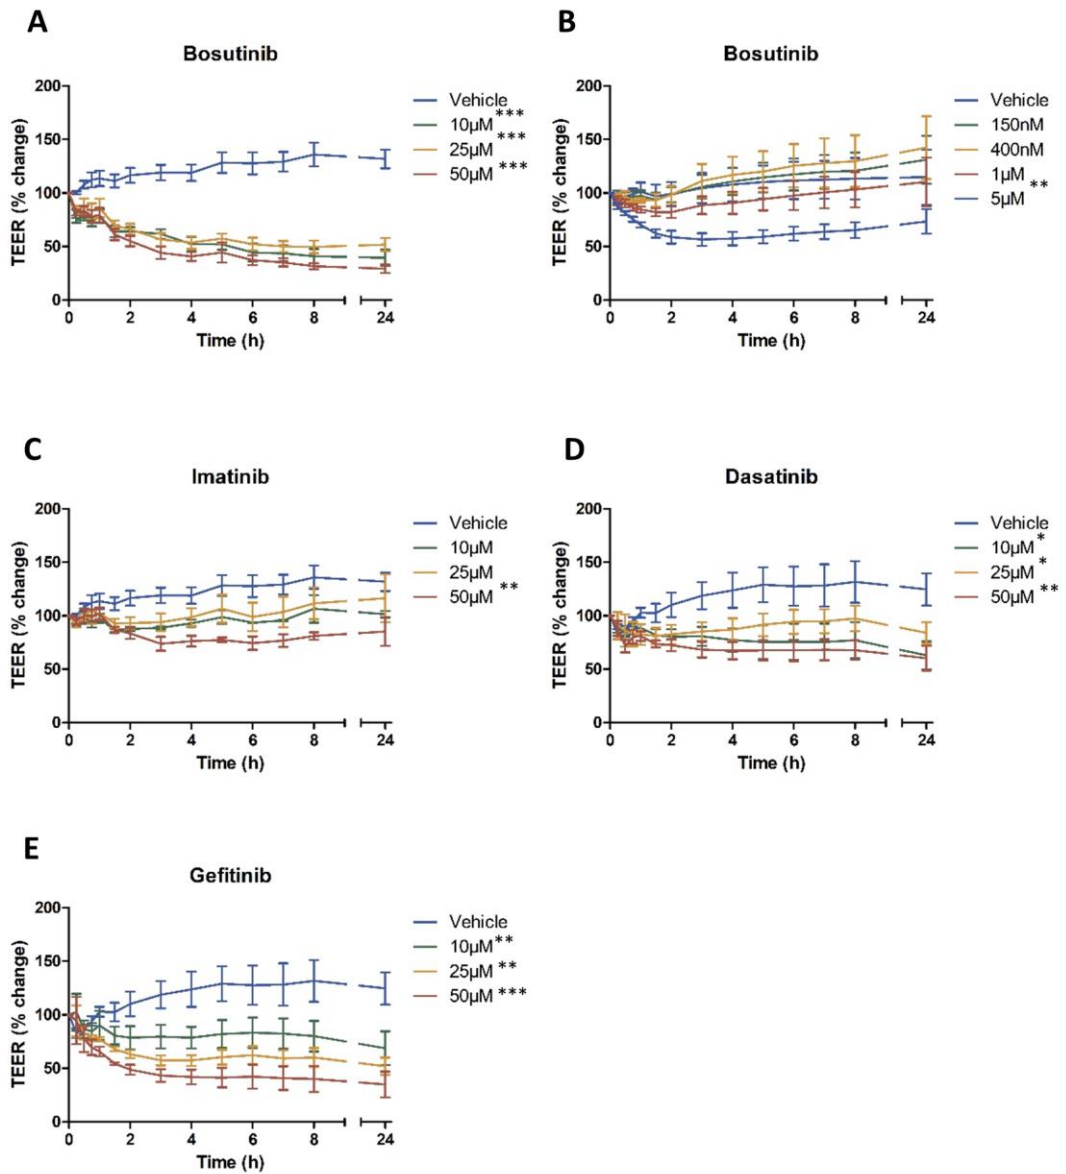 A
Bosutinib
TEER (% change)
200
150
100
50
0
0 2 4 6 8 24
Time (h)
Vehicle
10µM ***
25µM ***
50µM ***
B
Bosutinib
TEER (% change)
200
150
100
50
0
0 2 4 6 8 24
Time (h)
Vehicle
150nM
400nM
1µM
5µM **
C
Imatinib
TEER (% change)
200
150
100
50
0
0 2 4 6 8 24
Time (h)
Vehicle
10µM
25µM
50µM **
D
Dasatinib
TEER (% change)
200
150
100
50
0
0 2 4 6 8 24
Time (h)
Vehicle
10µM *
25µM *
50µM **
E
Gefitinib
TEER (% change)
200
150
100
50
0
0 2 4 6 8 24
Time (h)
Vehicle
10µM **
25µM **
50µM ***